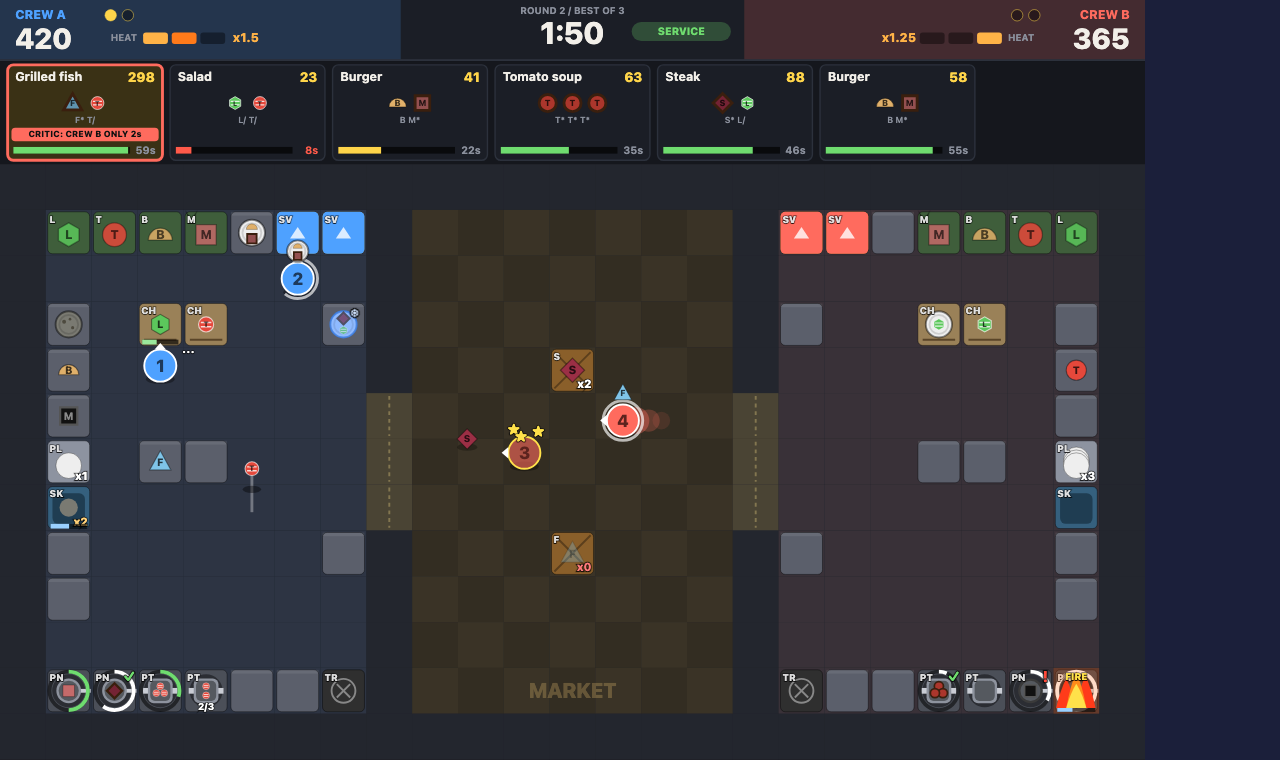 CREW A
420
HEAT
x1.5
ROUND 2 / BEST OF 3
1:50
SERVICE
CREW B
x1.25
HEAT
365
Grilled fish 298
F
F* T/
CRITIC: CREW B ONLY 2s
59s
Salad 23
L
L/ T/
8s
Burger 41
B M
B M*
22s
Tomato soup 63
T T T
T* T* T*
35s
Steak 88
S L
S* L/
46s
Burger 58
B M
B M*
55s
L L
T T
B B
M M
SV
SV
SV
SV
M M
B B
T T
L L
2
CH L
CH
CH
CH L
1
...
B
S S x2
F
T
M
4
S
3
PL x1
F
PL x3
SK x2
SK
F F x0
PN
PN
PT
PT 2/3
TR
MARKET
TR
PT
PT
PN !
P FIRE